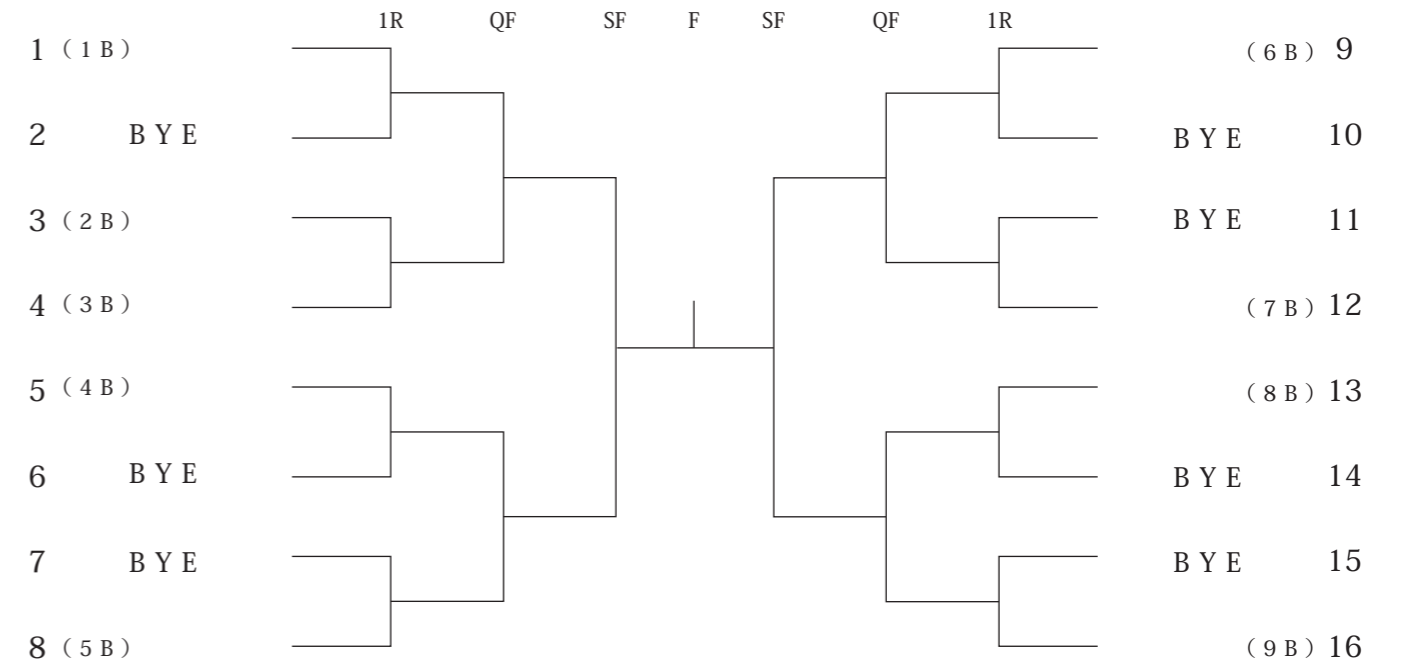 1R QF SF F SF QF 1R
1 (1B) (6B) 9
2 BYE BYE 10
3 (2B) BYE 11
4 (3B) (7B) 12
5 (4B) (8B) 13
6 BYE BYE 14
7 BYE BYE 15
8 (5B) (9B) 16